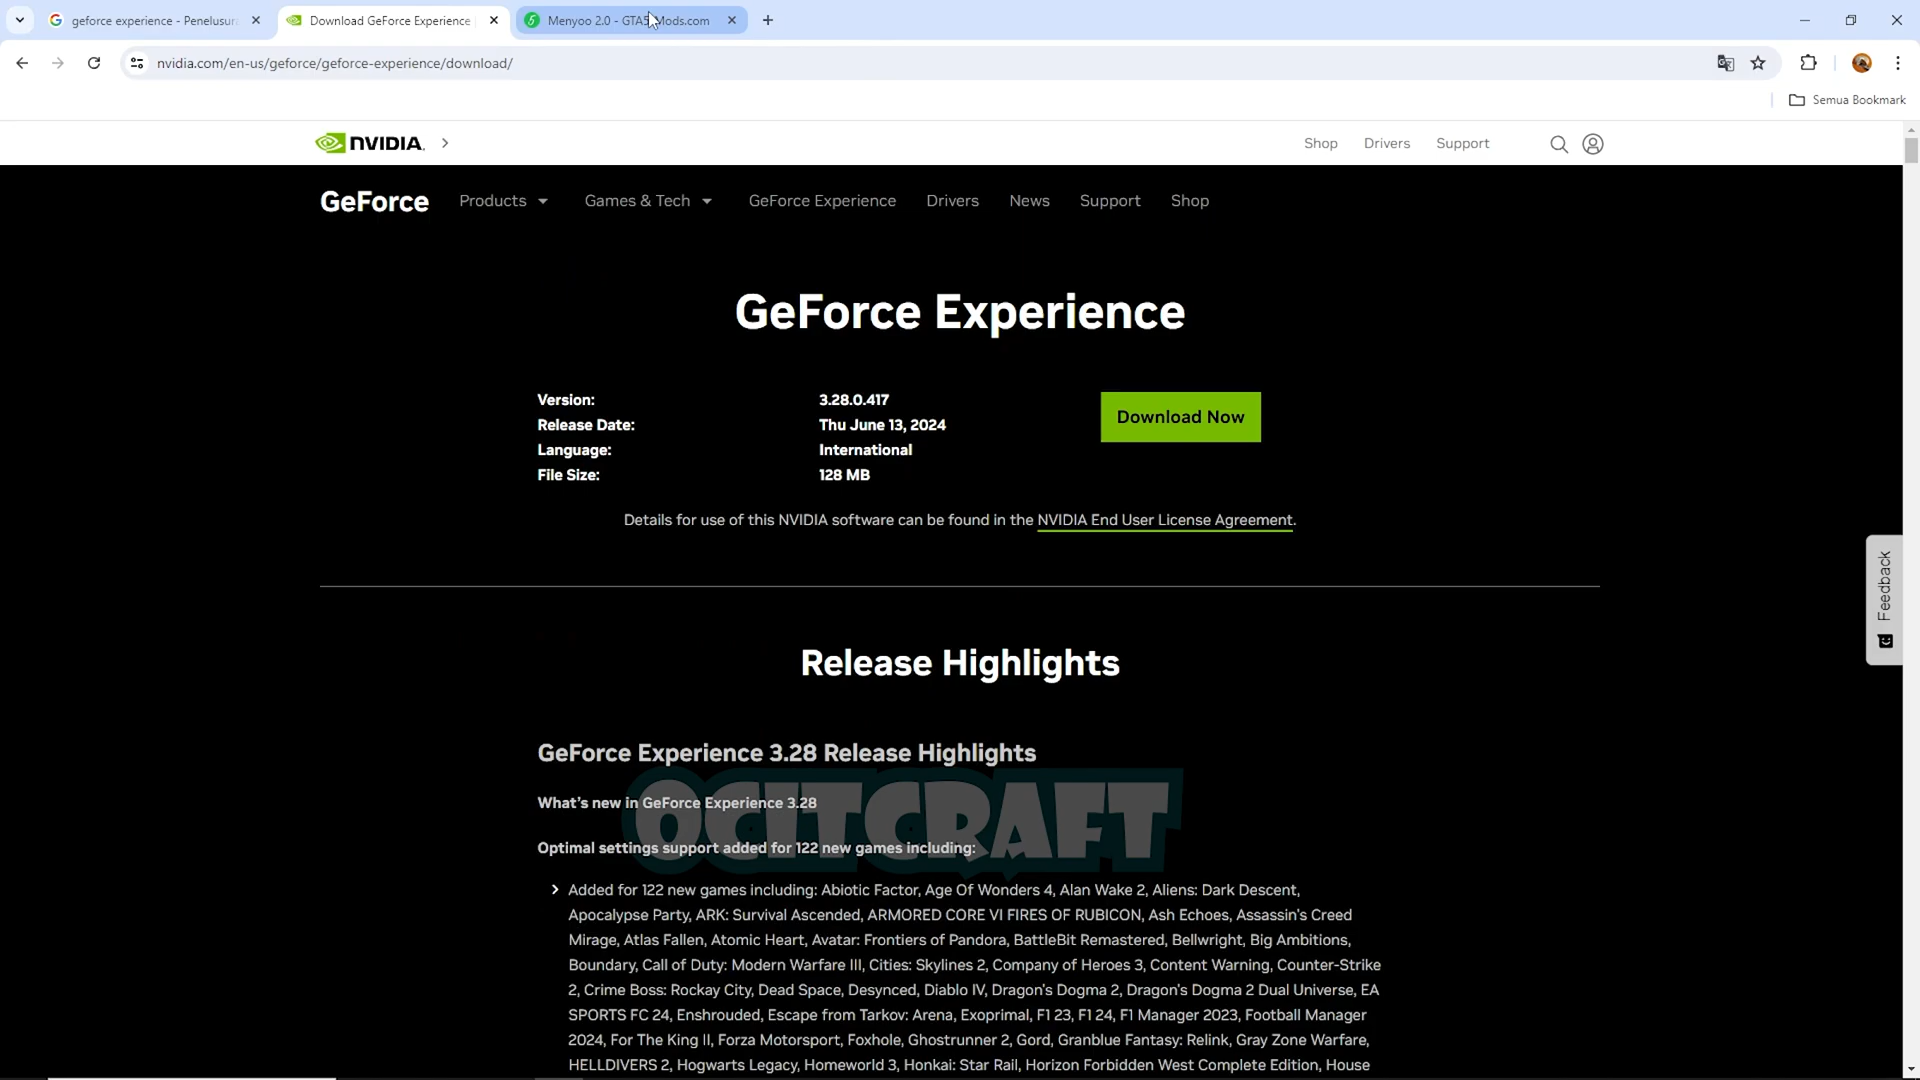 geforce experience - Penelusura
Download GeForce Experience
Menyoo 2.0 - GTA5-Mods.com
nvidia.com/en-us/geforce/geforce-experience/download/
Semua Bookmark
NVIDIA.
Shop
Drivers
Support
GeForce
Products
Games & Tech
GeForce Experience
Drivers
News
Support
Shop
GeForce Experience
Version: 3.28.0.417
Release Date: Thu June 13, 2024
Language: International
File Size: 128 MB
Download Now
Details for use of this NVIDIA software can be found in the NVIDIA End User License Agreement.
Feedback
Release Highlights
GeForce Experience 3.28 Release Highlights
What's new in GeForce Experience 3.28
OCITCRAFT
Optimal settings support added for 122 new games including:
Added for 122 new games including: Abiotic Factor, Age Of Wonders 4, Alan Wake 2, Aliens: Dark Descent,
Apocalypse Party, ARK: Survival Ascended, ARMORED CORE VI FIRES OF RUBICON, Ash Echoes, Assassin's Creed
Mirage, Atlas Fallen, Atomic Heart, Avatar: Frontiers of Pandora, BattleBit Remastered, Bellwright, Big Ambitions,
Boundary, Call of Duty: Modern Warfare III, Cities: Skylines 2, Company of Heroes 3, Content Warning, Counter-Strike
2, Crime Boss: Rockay City, Dead Space, Desynced, Diablo IV, Dragon's Dogma 2, Dragon's Dogma 2 Dual Universe, EA
SPORTS FC 24, Enshrouded, Escape from Tarkov: Arena, Exoprimal, F1 23, F1 24, F1 Manager 2023, Football Manager
2024, For The King II, Forza Motorsport, Foxhole, Ghostrunner 2, Gord, Granblue Fantasy: Relink, Gray Zone Warfare,
HELLDIVERS 2, Hogwarts Legacy, Homeworld 3, Honkai: Star Rail, Horizon Forbidden West Complete Edition, House